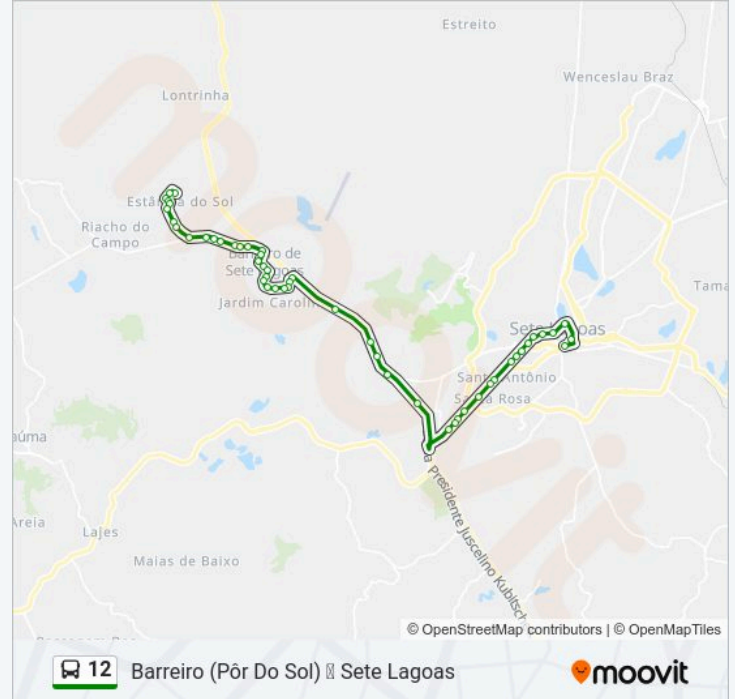 Estreito
Wenceslau Braz
Lontrinha
Estância do Sol
Riacho do
Campo
Barreiro de
Sete Lagoas
Jardim Carolina
Tama
Sete Lagoas
Santo Antônio
Santa Rosa
aúma
a Presidente Juscelino Kubitsch
Areia
Lajes
Maias de Baixo
© OpenStreetMap contributors | © OpenMapTiles
12 Barreiro (Pôr Do Sol) Sete Lagoas
moovit